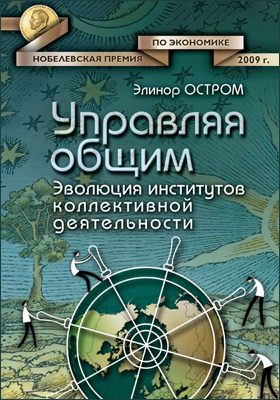 ПО ЭКОНОМИКЕ
НОБЕЛЕВСКАЯ ПРЕМИЯ
2009 г.
Элинор ОСТРОМ
Управляя
общим
Эволюция институтов
коллективной
деятельности